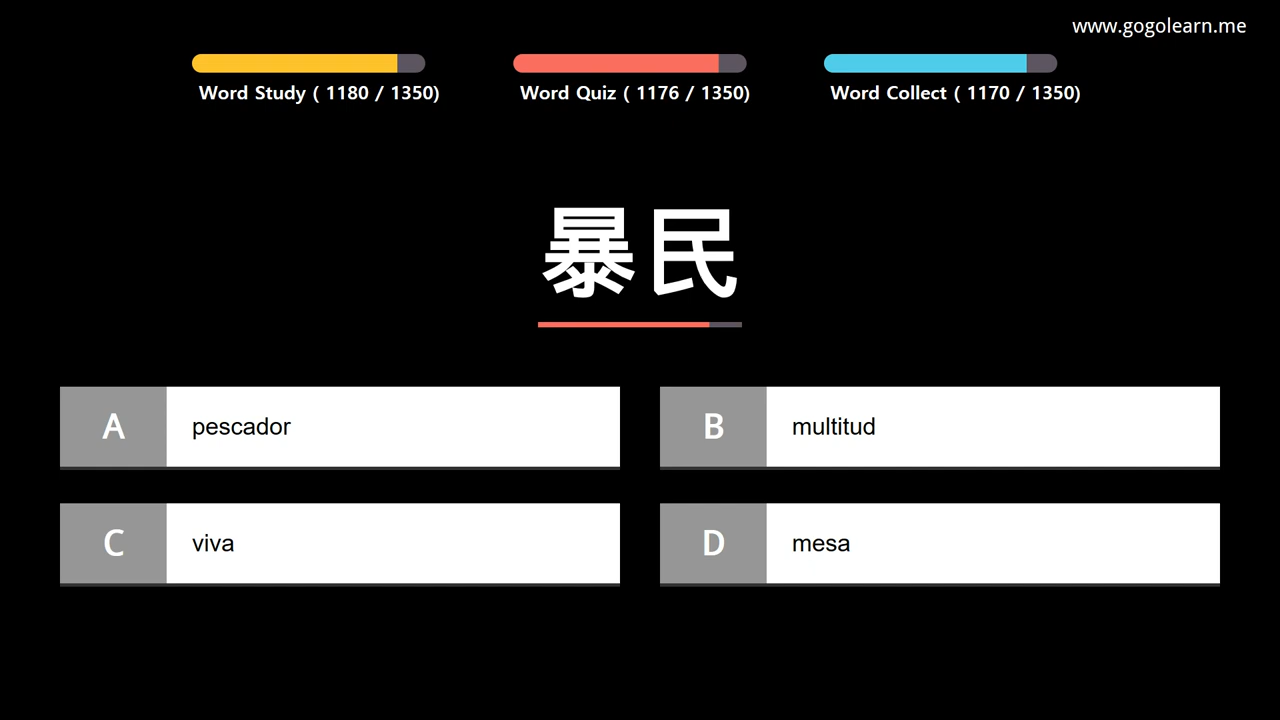 www.gogolearn.me
Word Study ( 1180 / 1350)
Word Quiz ( 1176 / 1350)
Word Collect ( 1170 / 1350)
暴民
A pescador
B multitud
C viva
D mesa